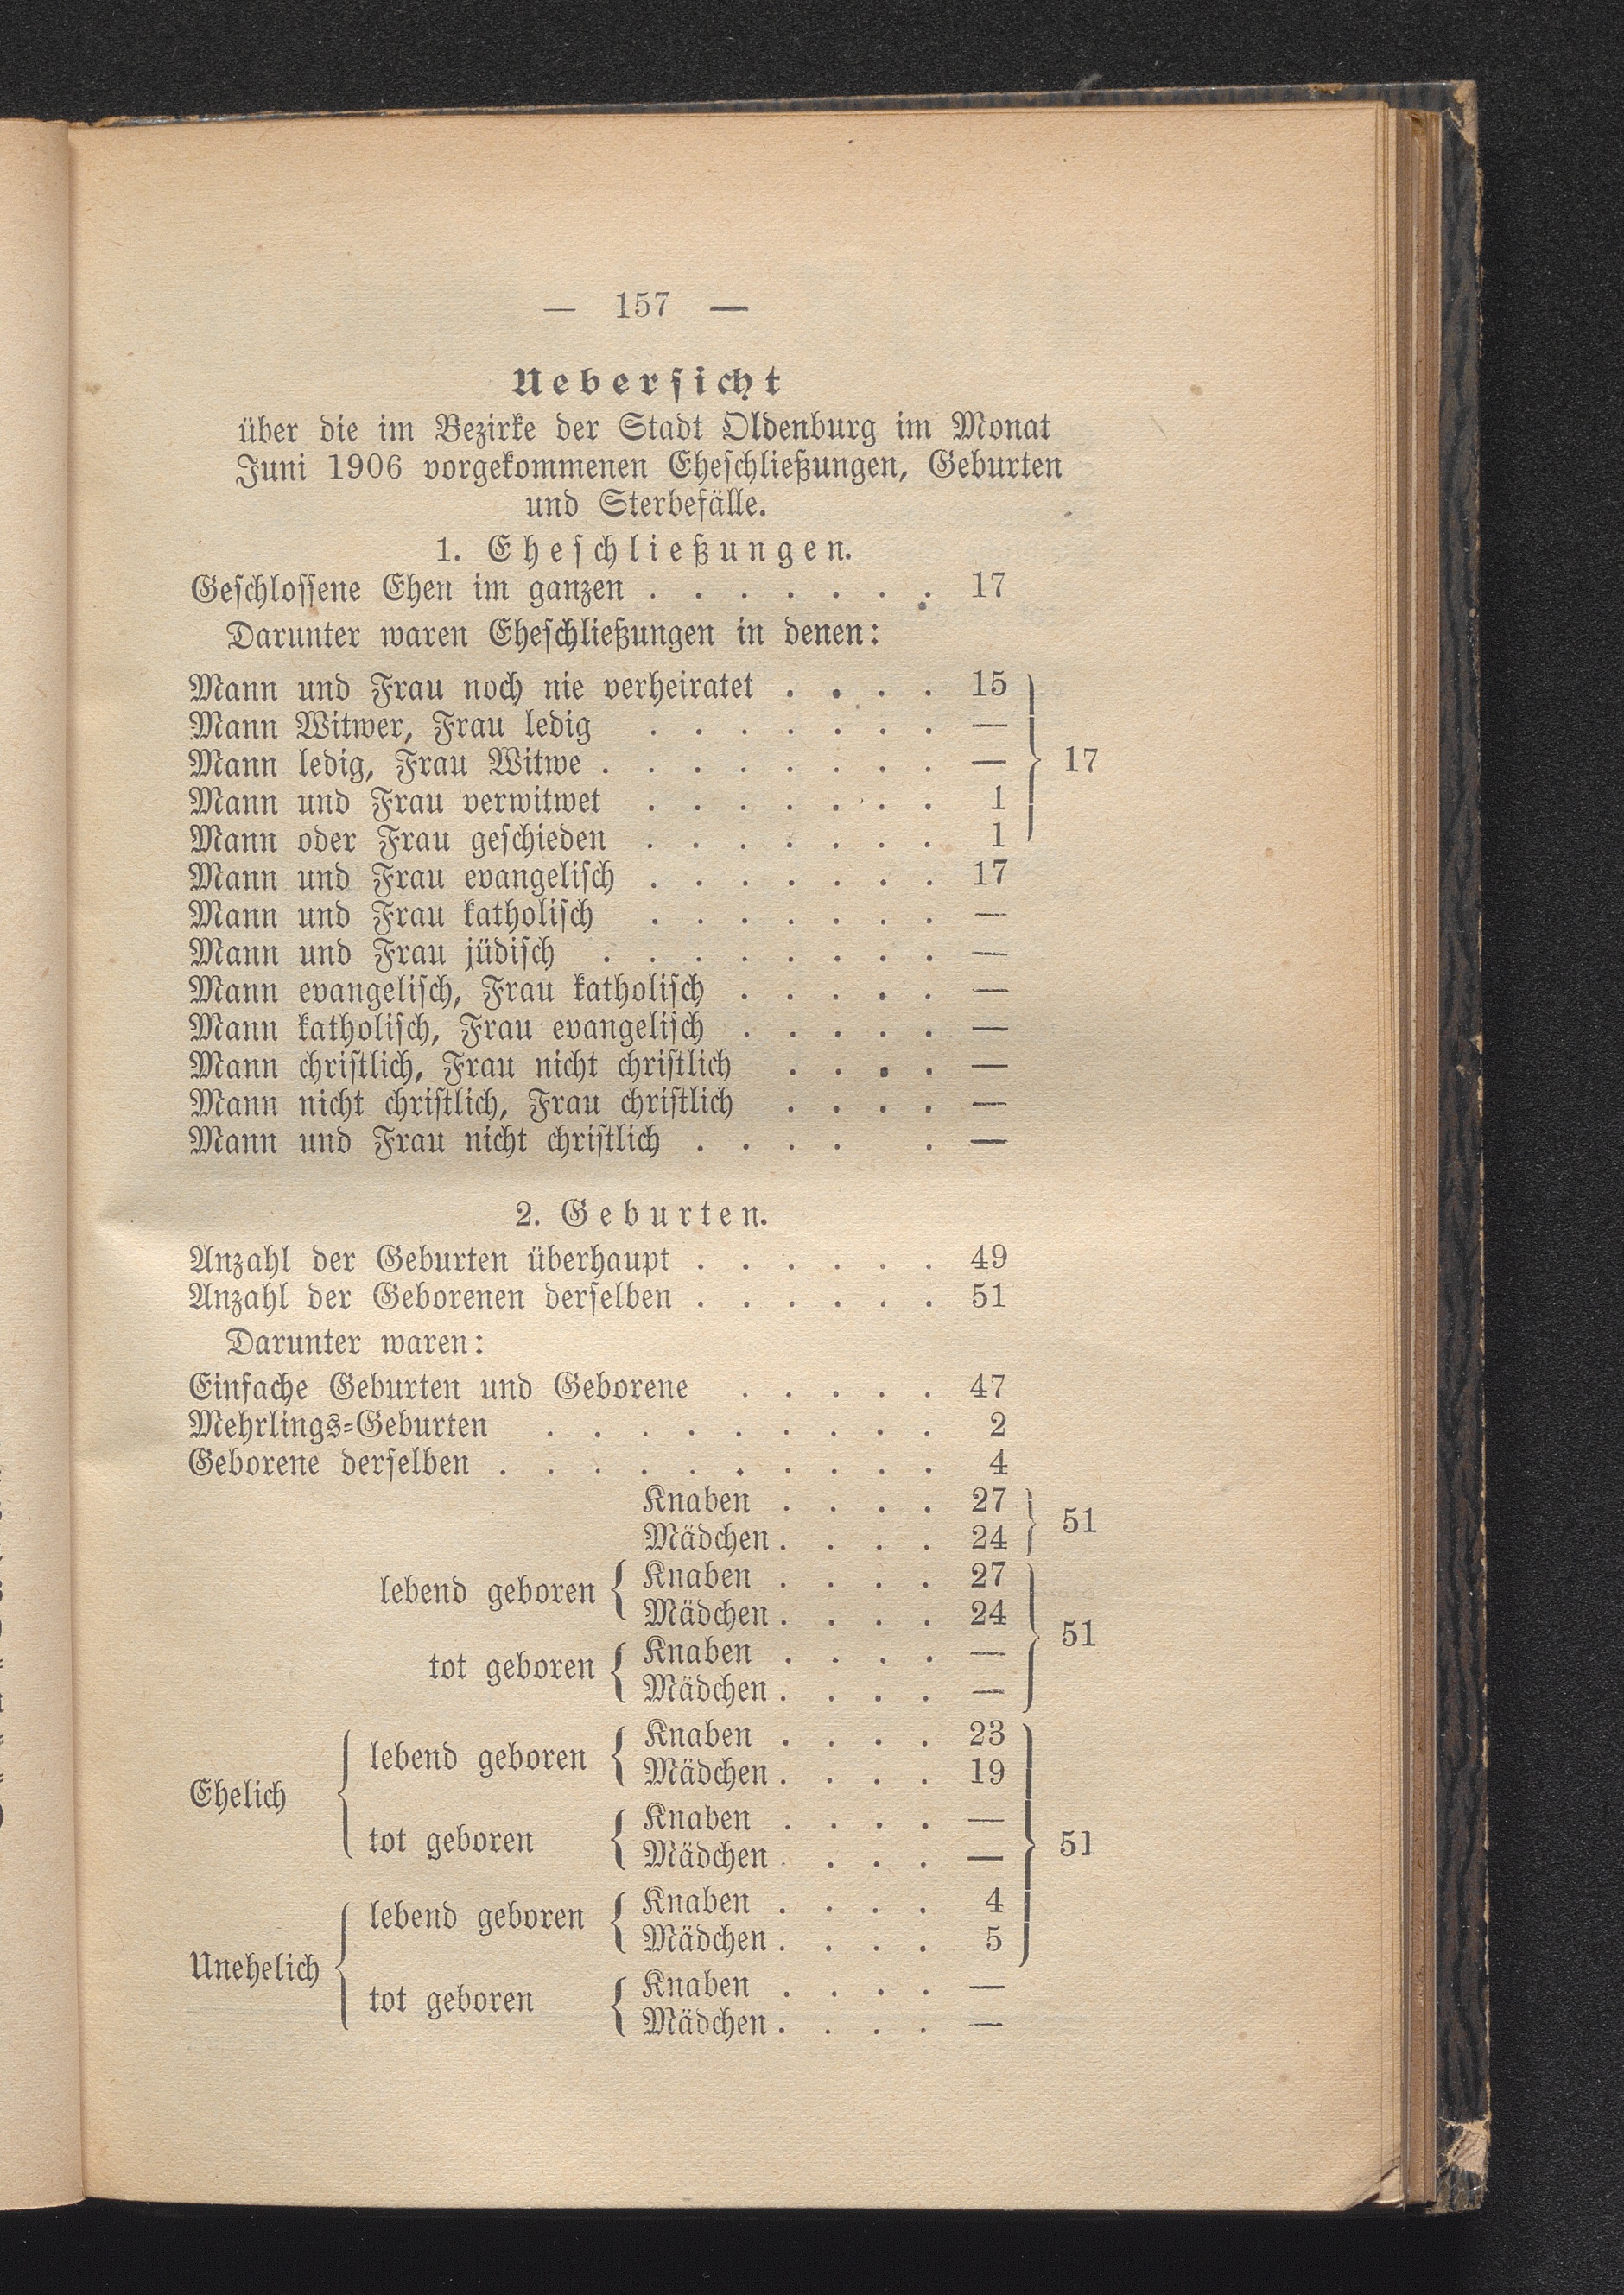 — 157 —
Uebersicht
über die im Bezirke der Stadt Oldenburg im Monat
Juni 1906 vorgekommenen Eheschließungen, Geburten
und Sterbefälle.
1. Eheschließungen.
Geschlossene Ehen im ganzen . . . . . . . 17
Darunter waren Eheschließungen in denen:
Mann und Frau noch nie verheiratet . . . . 15
Mann Witwer, Frau ledig . . . . . . . —
Mann ledig, Frau Witwe . . . . . . . . — } 17
Mann und Frau verwitwet . . . . . . . 1
Mann oder Frau geschieden . . . . . . . 1
Mann und Frau evangelisch . . . . . . . 17
Mann und Frau katholisch . . . . . . . —
Mann und Frau jüdisch . . . . . . . . —
Mann evangelisch, Frau katholisch . . . . . —
Mann katholisch, Frau evangelisch . . . . . —
Mann christlich, Frau nicht christlich . . . . —
Mann nicht christlich, Frau christlich . . . . —
Mann und Frau nicht christlich . . . . . —
2. Geburten.
Anzahl der Geburten überhaupt . . . . . . 49
Anzahl der Geborenen derselben . . . . . . 51
Darunter waren:
Einfache Geburten und Geborene . . . . . 47
Mehrlings-Geburten . . . . . . . . . 2
Geborene derselben . . . . . . . . . . 4
Knaben . . . . 27 } 51
Mädchen . . . . 24
lebend geboren { Knaben . . . . 27
Mädchen . . . . 24 } 51
tot geboren { Knaben . . . . —
Mädchen . . . . —
Ehelich { lebend geboren { Knaben . . . . 23
Mädchen . . . . 19
tot geboren { Knaben . . . . —
Mädchen . . . . — } 51
Unehelich { lebend geboren { Knaben . . . . 4
Mädchen . . . . 5
tot geboren { Knaben . . . . —
Mädchen . . . . —